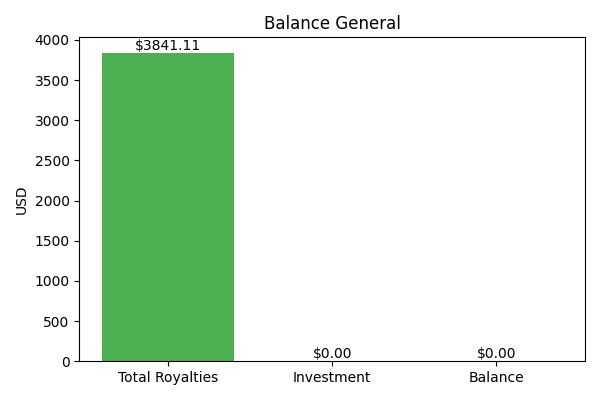 Balance General
$3841.11
4000
3500
3000
2500
2000
1500
1000
500
0
USD
$0.00
$0.00
Total Royalties
Investment
Balance